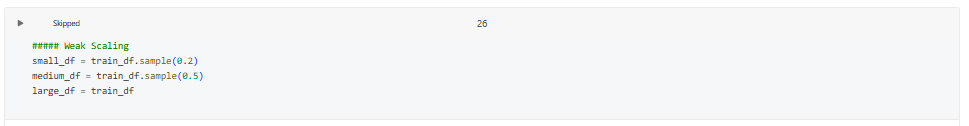 Skipped 26
##### Weak Scaling
small_df = train_df.sample(0.2)
medium_df = train_df.sample(0.5)
large_df = train_df